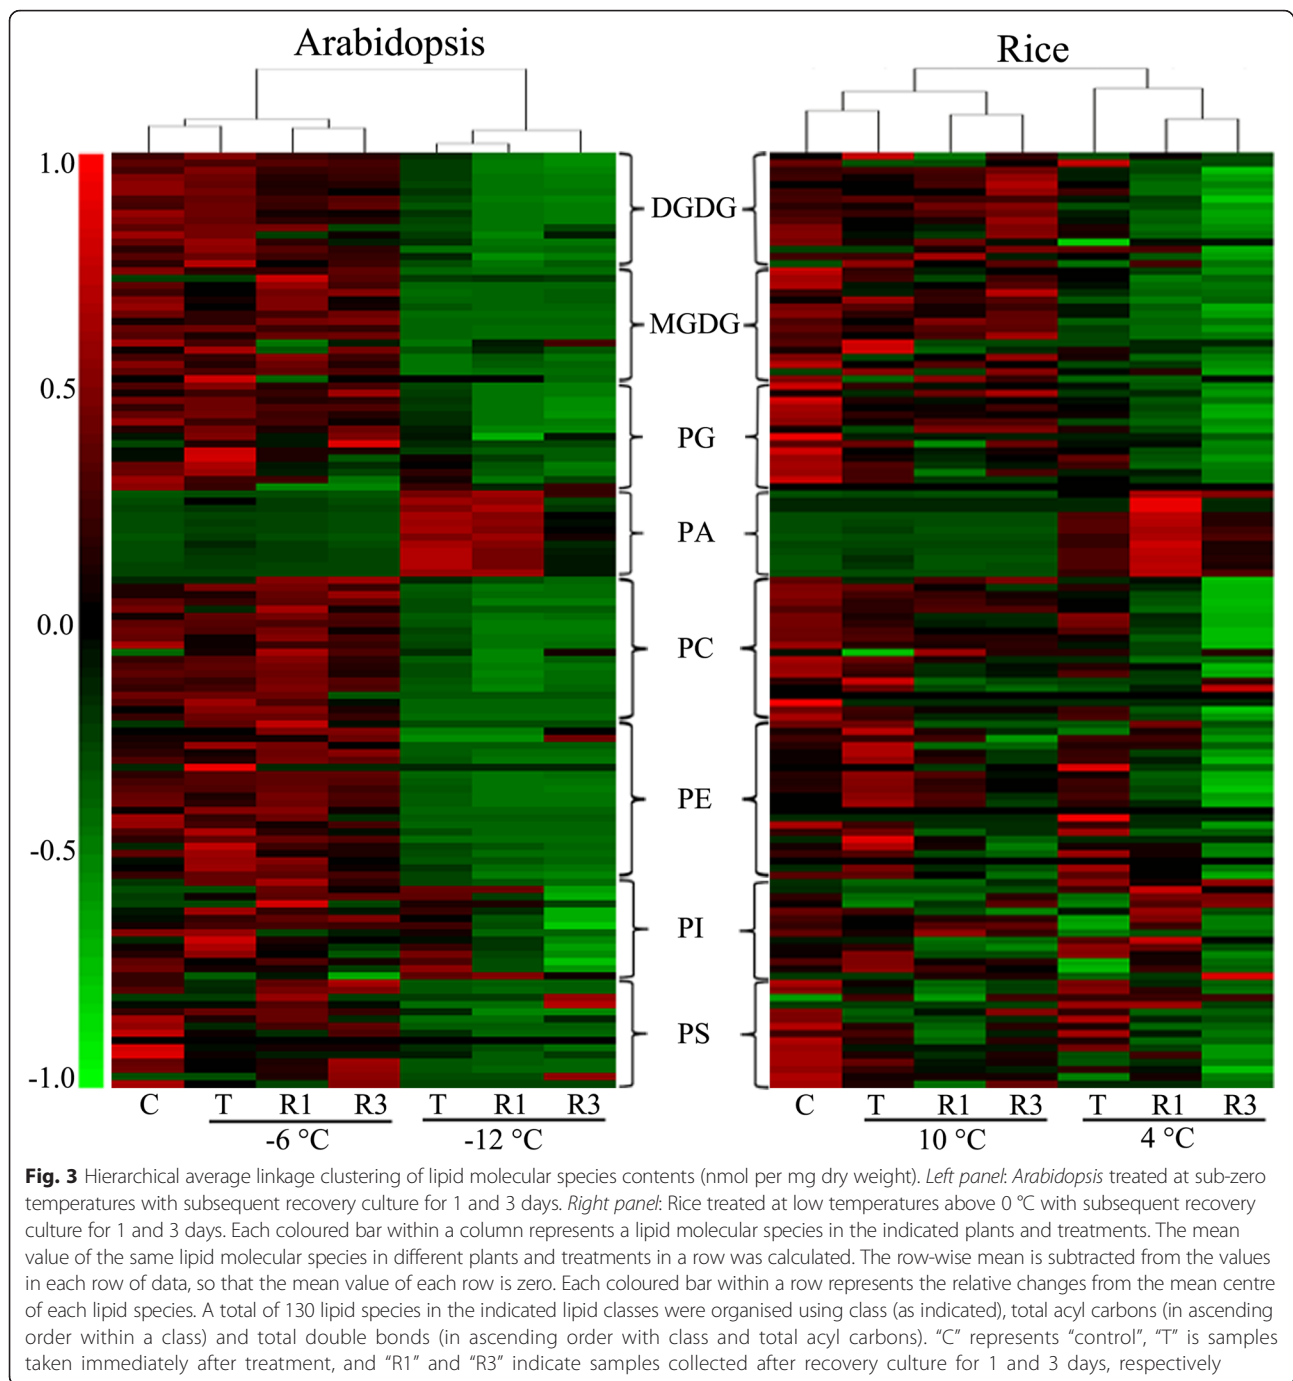 Arabidopsis
Rice
1.0
0.5
0.0
-0.5
-1.0
DGDG
MGDG
PG
PA
PC
PE
PI
PS
C T R1 R3 T R1 R3
-6 °C -12 °C
C T R1 R3 T R1 R3
10 °C 4 °C
Fig. 3 Hierarchical average linkage clustering of lipid molecular species contents (nmol per mg dry weight). Left panel: Arabidopsis treated at sub-zero
temperatures with subsequent recovery culture for 1 and 3 days. Right panel: Rice treated at low temperatures above 0 °C with subsequent recovery
culture for 1 and 3 days. Each coloured bar within a column represents a lipid molecular species in the indicated plants and treatments. The mean
value of the same lipid molecular species in different plants and treatments in a row was calculated. The row-wise mean is subtracted from the values
in each row of data, so that the mean value of each row is zero. Each coloured bar within a row represents the relative changes from the mean centre
of each lipid species. A total of 130 lipid species in the indicated lipid classes were organised using class (as indicated), total acyl carbons (in ascending
order within a class) and total double bonds (in ascending order with class and total acyl carbons). “C” represents “control”, “T” is samples
taken immediately after treatment, and “R1” and “R3” indicate samples collected after recovery culture for 1 and 3 days, respectively